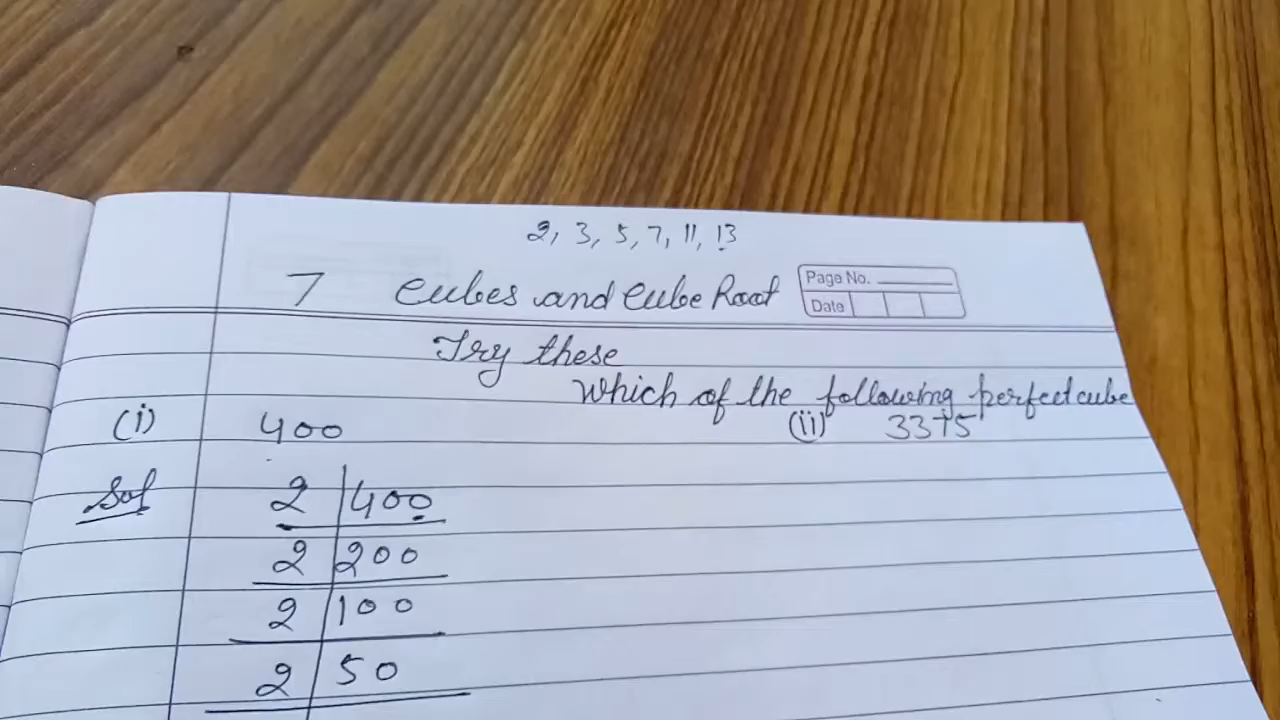 2, 3, 5, 7, 11, 13
7 Cubes and Cube Root
Page No.
Date
Try these
Which of the following perfect cube
(i) 400 (ii) 3375
Sol 2 | 400
2 | 200
2 | 100
2 | 50